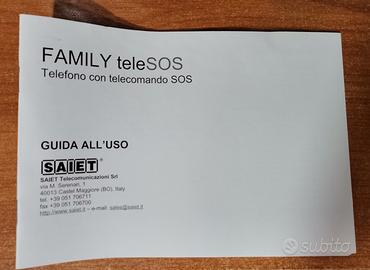 FAMILY teleSOS
Telefono con telecomando SOS
GUIDA ALL'USO
SAIET®
SAIET Telecomunicazioni Srl
via M. Serenari, 1
40013 Castel Maggiore (BO), Italy
tel. +39 051 706711
fax +39 051 706700
http://www.saiet.it – e-mail: sales@saiet.it
subito